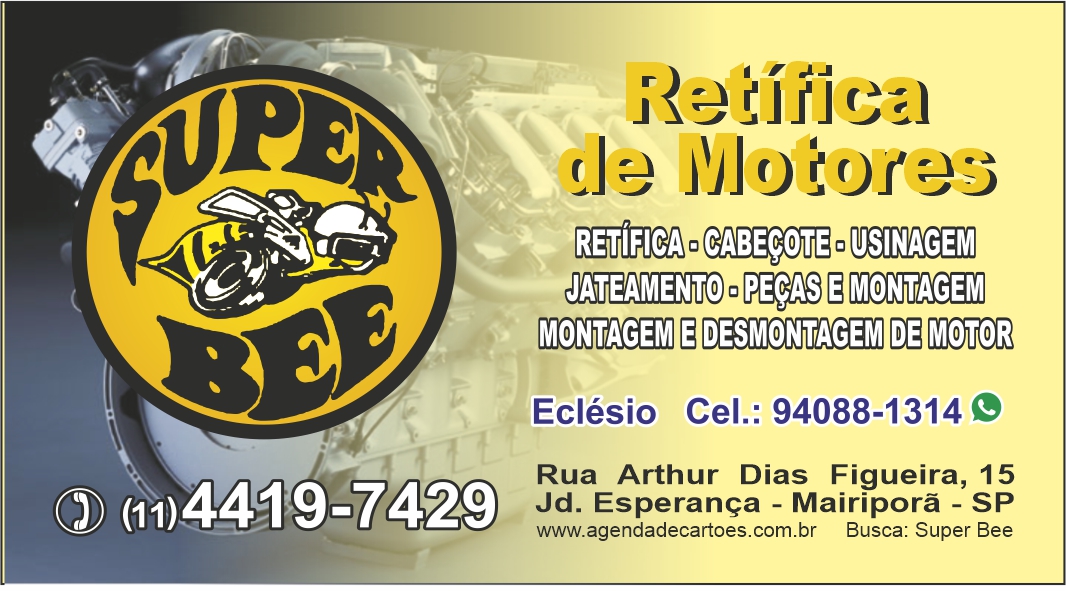 SUPER
BEE
Retífica
de Motores
RETÍFICA - CABEÇOTE - USINAGEM
JATEAMENTO - PEÇAS E MONTAGEM
MONTAGEM E DESMONTAGEM DE MOTOR
Eclésio Cel.: 94088-1314
(11) 4419-7429
Rua Arthur Dias Figueira, 15
Jd. Esperança - Mairiporã - SP
www.agendadecartoes.com.br Busca: Super Bee